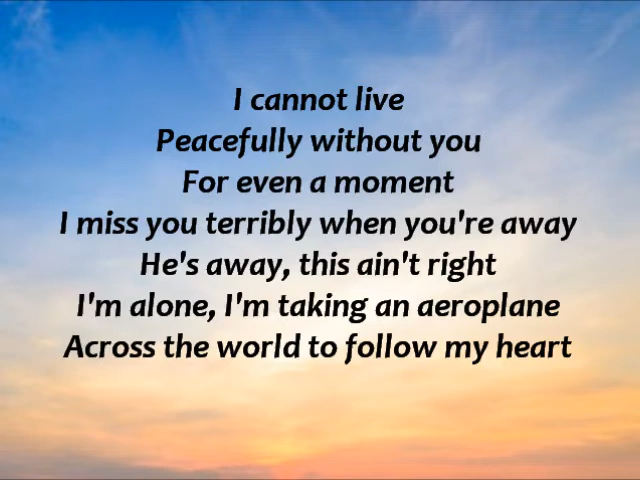 I cannot live
Peacefully without you
For even a moment
I miss you terribly when you're away
He's away, this ain't right
I'm alone, I'm taking an aeroplane
Across the world to follow my heart